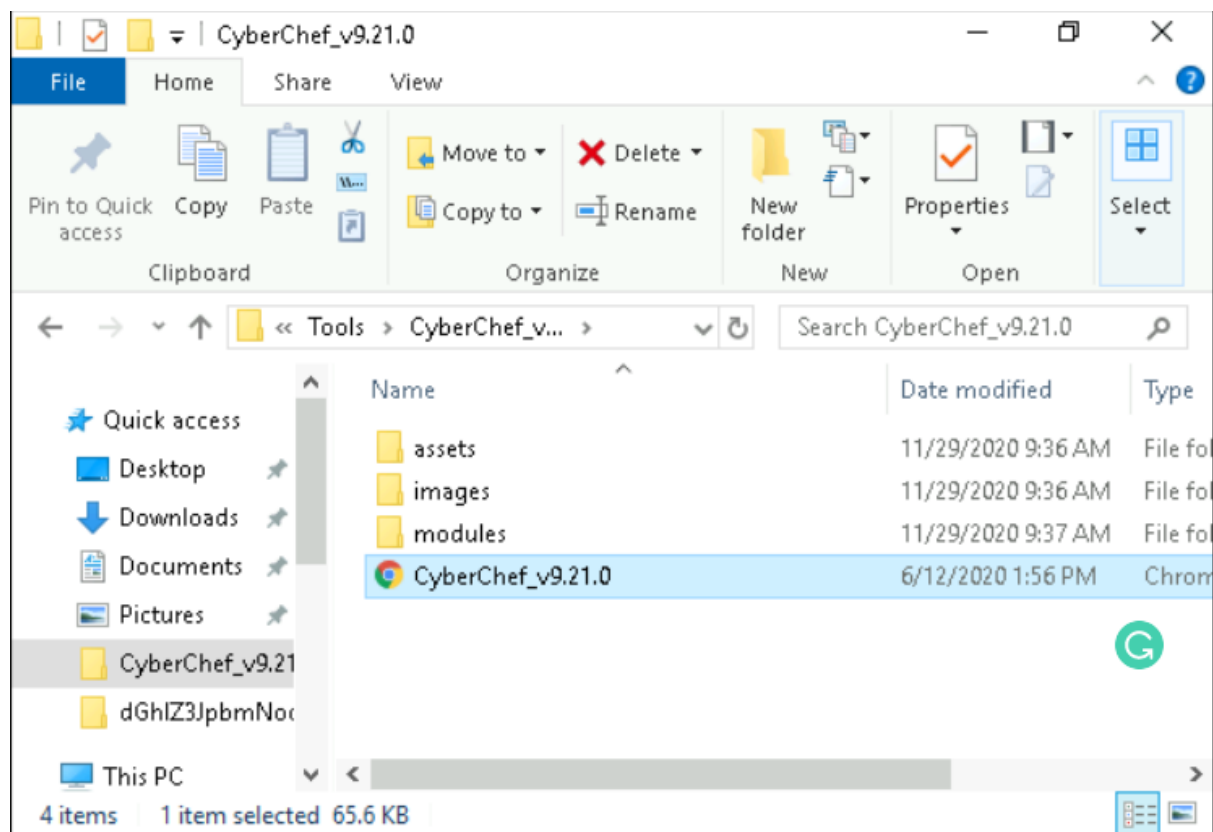 CyberChef_v9.21.0
File Home Share View
Pin to Quick access
Copy
Paste
Move to
Copy to
Delete
Rename
New folder
Properties
Select
Clipboard Organize New Open
« Tools > CyberChef_v... >
Search CyberChef_v9.21.0
Name Date modified Type
Quick access
Desktop
Downloads
Documents
Pictures
CyberChef_v9.21
dGhlZ3JpbmNoc
This PC
assets 11/29/2020 9:36 AM File fol
images 11/29/2020 9:36 AM File fol
modules 11/29/2020 9:37 AM File fol
CyberChef_v9.21.0 6/12/2020 1:56 PM Chrom
4 items 1 item selected 65.6 KB